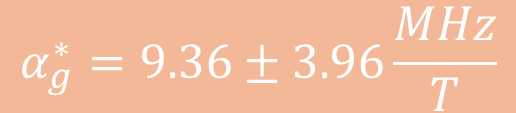 α*g = 9.36 ± 3.96 MHz/T